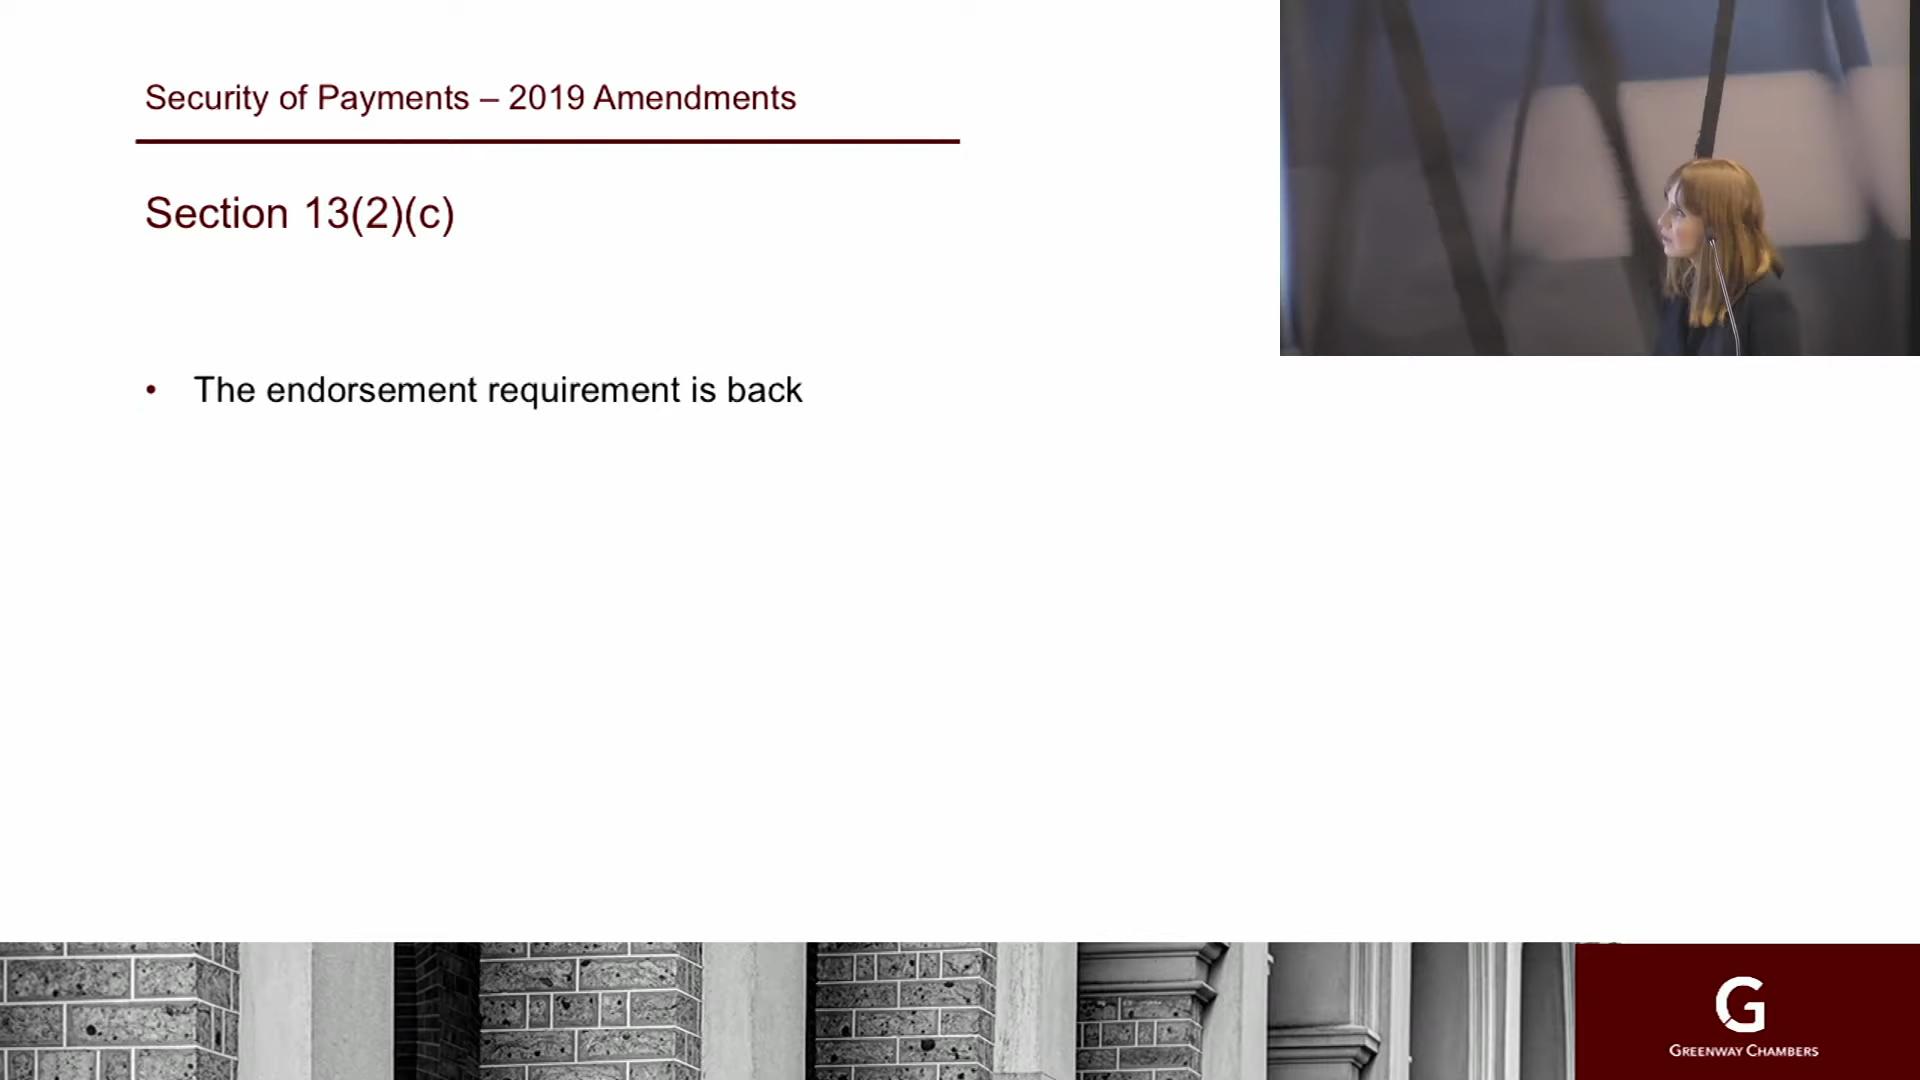 Security of Payments – 2019 Amendments
Section 13(2)(c)
• The endorsement requirement is back
G
GREENWAY CHAMBERS